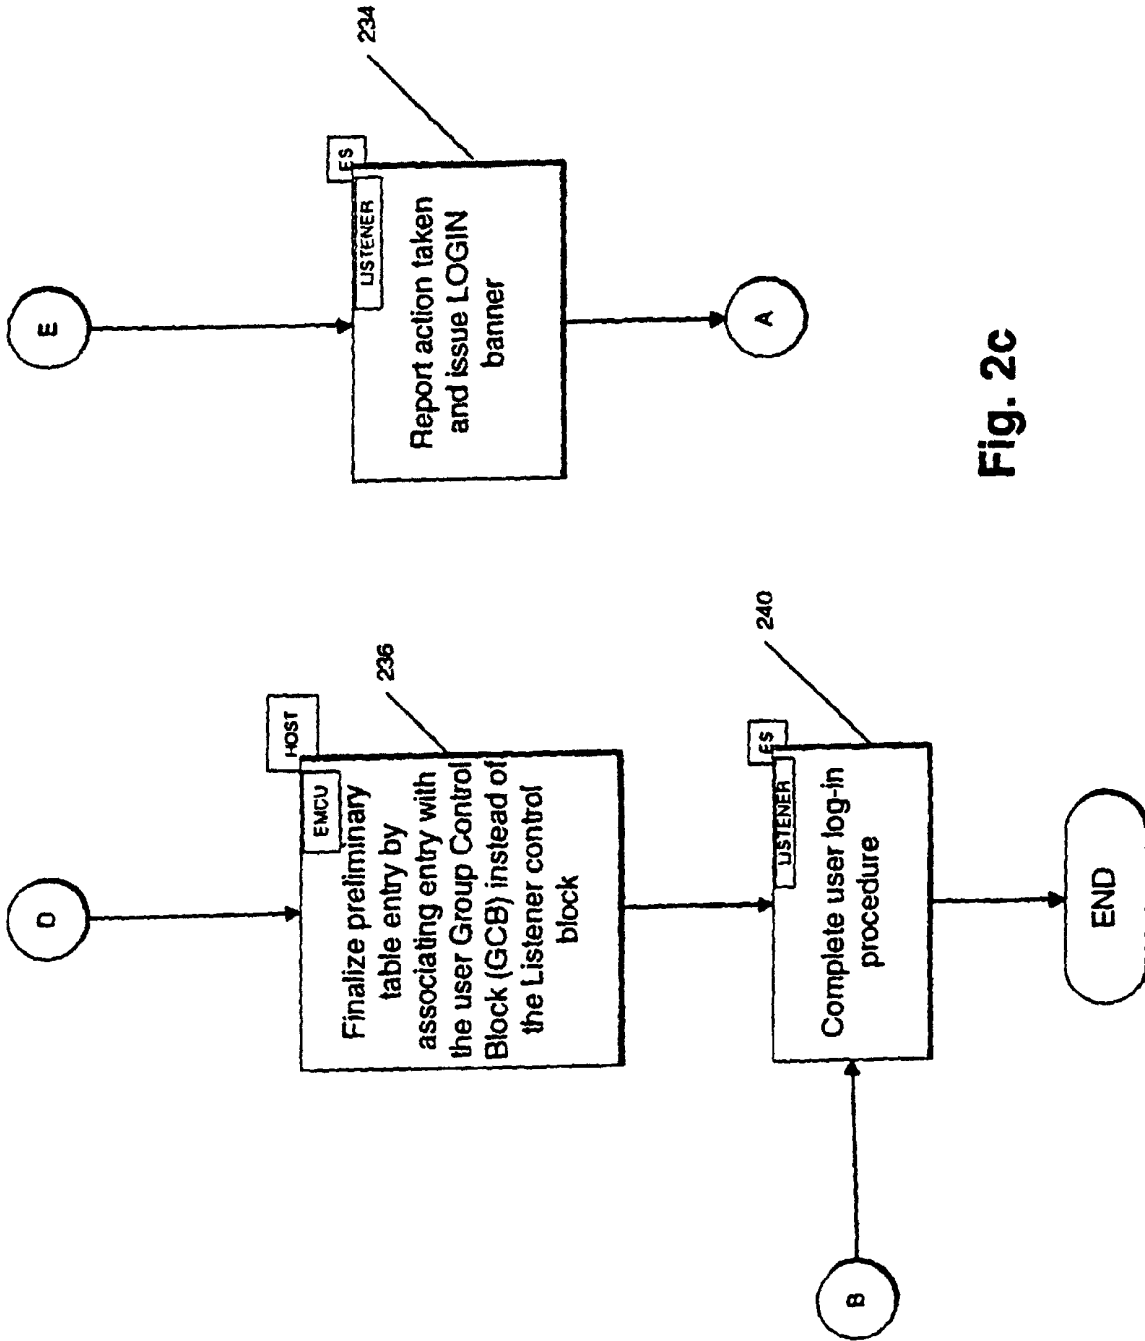 D
HOST
EMCU
236
Finalize preliminary
table entry by
associating entry with
the user Group Control
Block (GCB) instead of
the Listener control
block
B
ES
LISTENER
240
Complete user log-in
procedure
END
E
ES
LISTENER
234
Report action taken
and issue LOGIN
banner
A
Fig. 2c